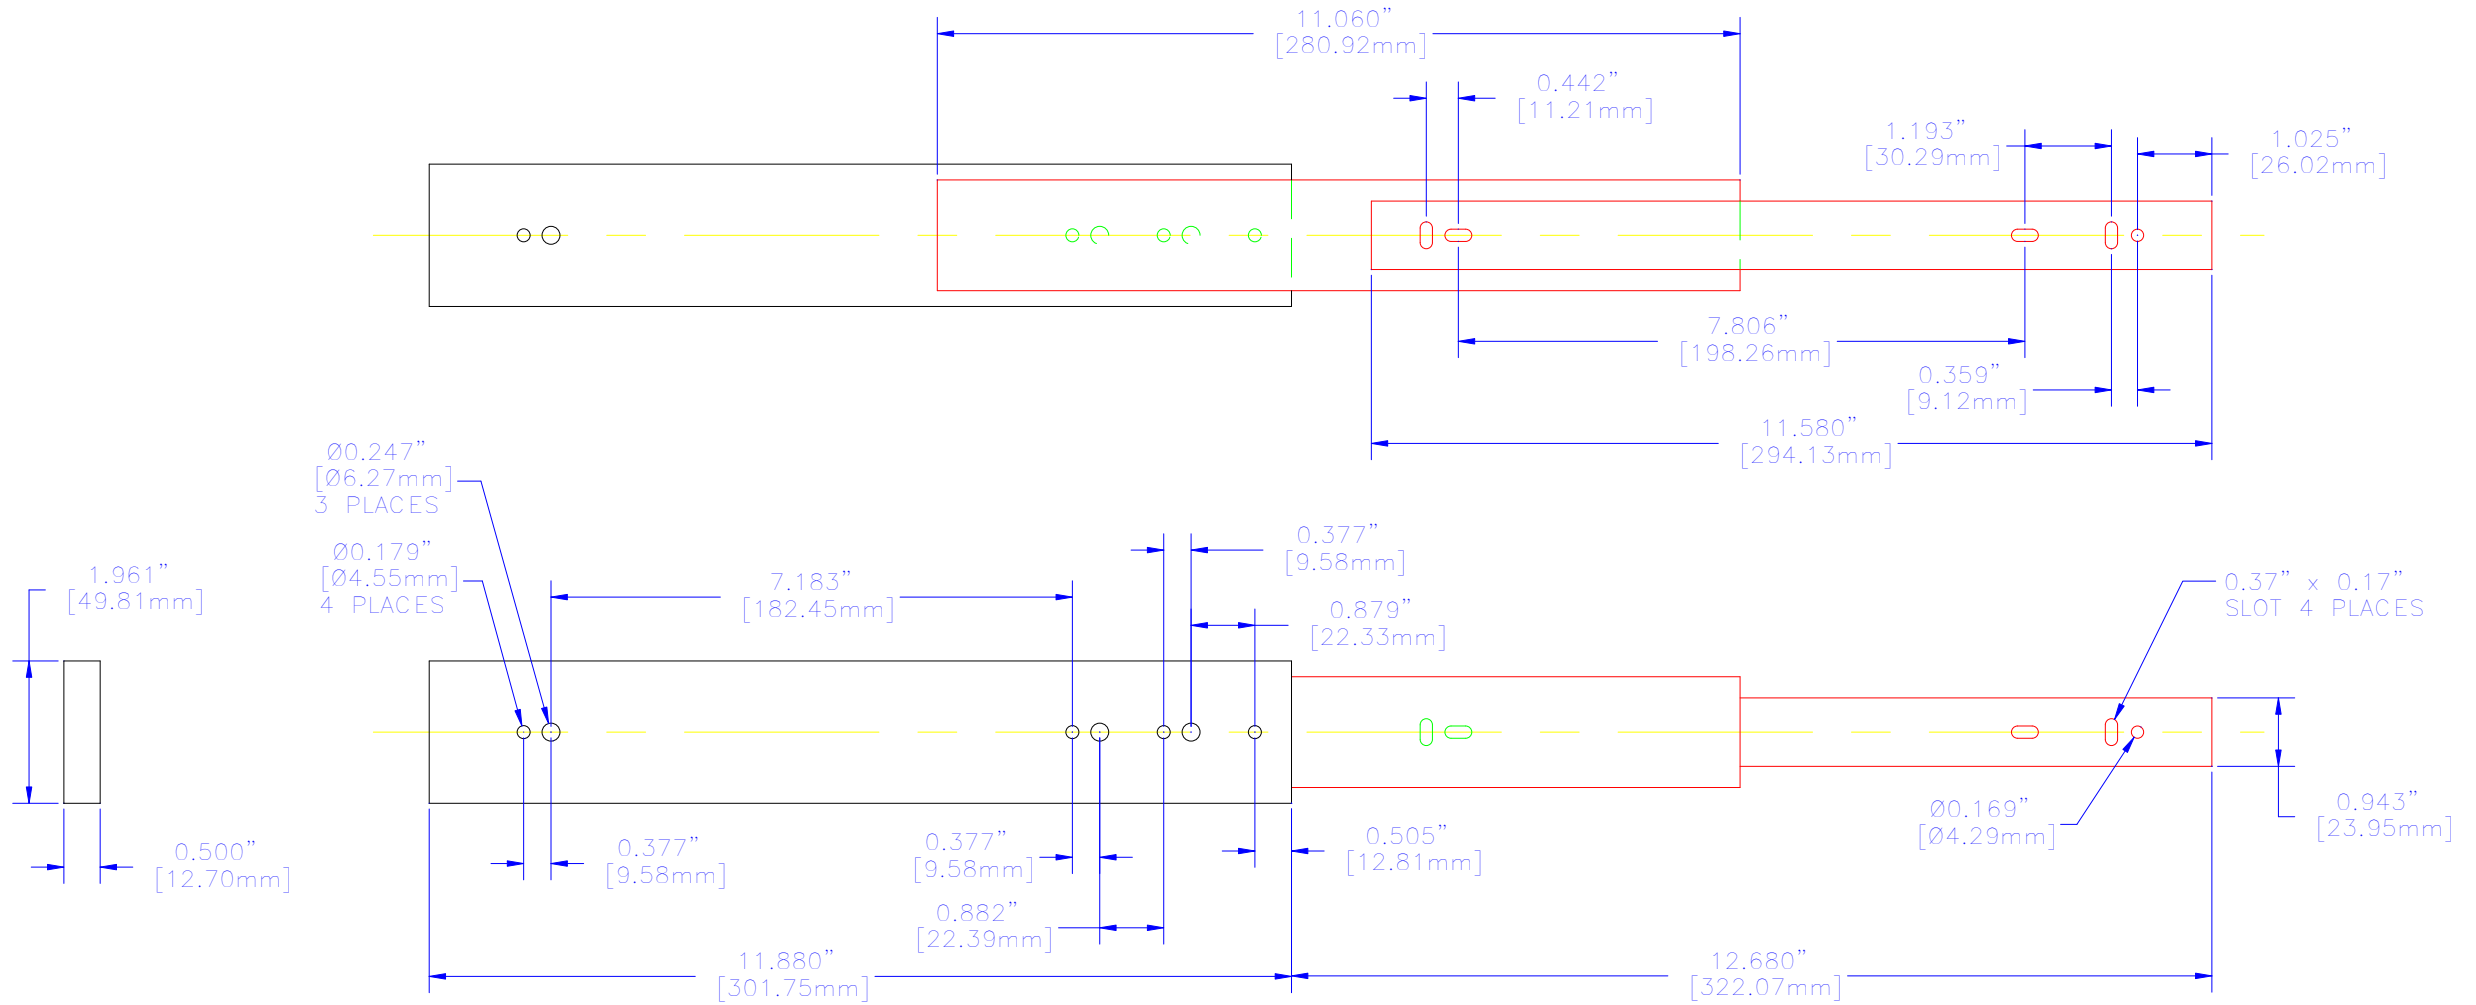 11.060"
[280.92mm]
0.442"
[11.21mm]
1.193"
[30.29mm]
1.025"
[26.02mm]
7.806"
[198.26mm]
0.359"
[9.12mm]
11.580"
[294.13mm]
Ø0.247"
[Ø6.27mm]
3 PLACES
Ø0.179"
[Ø4.55mm]
4 PLACES
1.961"
[49.81mm]
7.183"
[182.45mm]
0.377"
[9.58mm]
0.879"
[22.33mm]
0.37" x 0.17"
SLOT 4 PLACES
0.500"
[12.70mm]
0.377"
[9.58mm]
0.377"
[9.58mm]
0.505"
[12.81mm]
Ø0.169"
[Ø4.29mm]
0.943"
[23.95mm]
0.882"
[22.39mm]
11.880"
[301.75mm]
12.680"
[322.07mm]